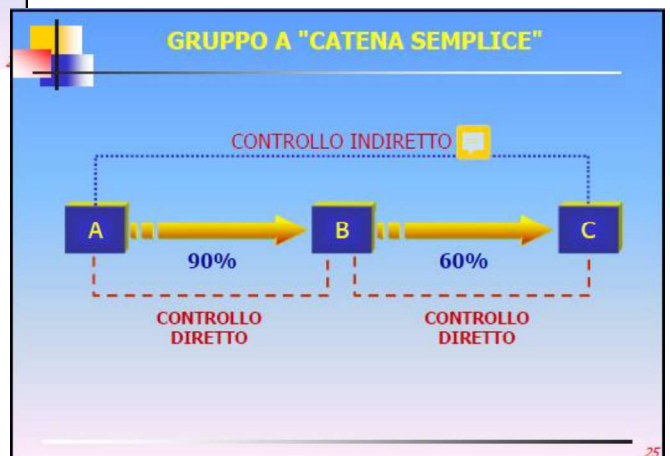 GRUPPO A "CATENA SEMPLICE"
CONTROLLO INDIRETTO
A
B
C
90%
60%
CONTROLLO
DIRETTO
CONTROLLO
DIRETTO
25